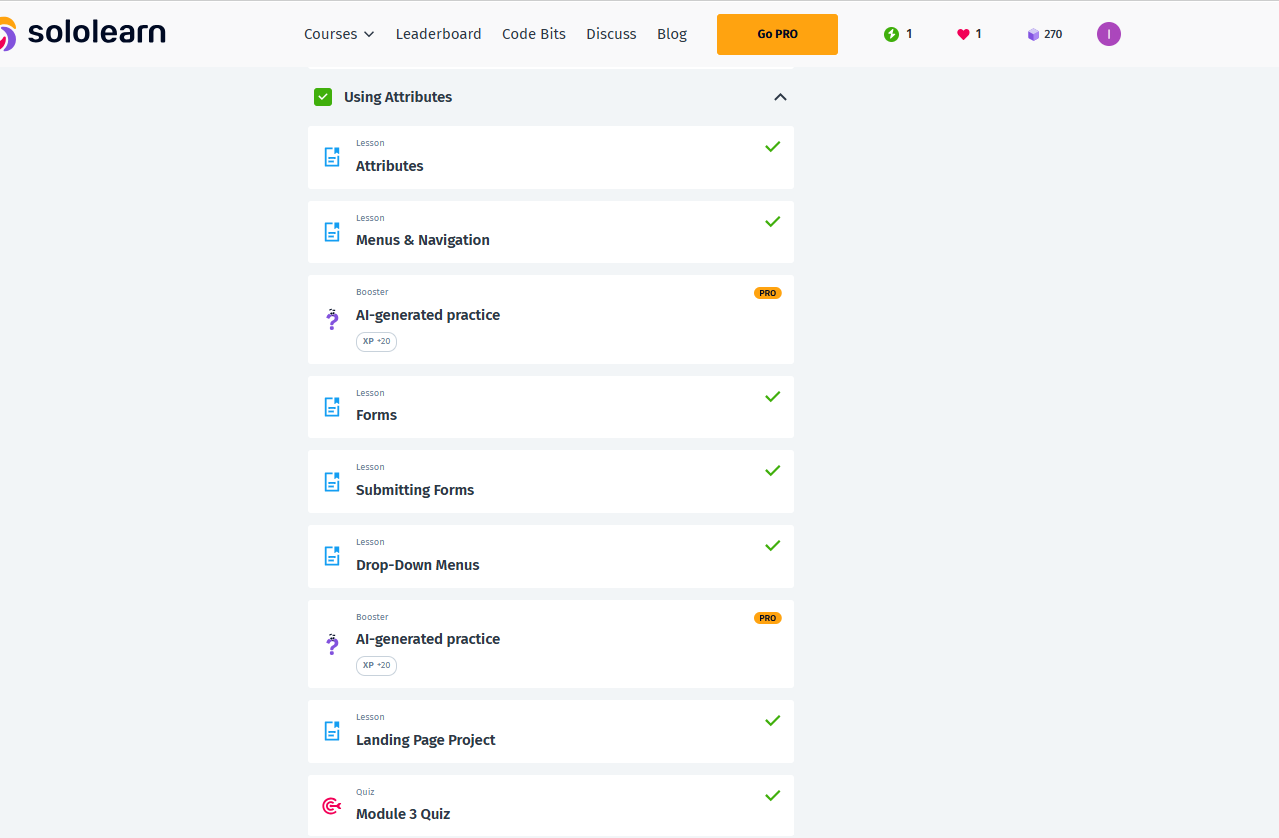 sololearn
Courses Leaderboard Code Bits Discuss Blog Go PRO 1 1 270 I
Using Attributes
Lesson
Attributes
Lesson
Menus & Navigation
Booster PRO
AI-generated practice
XP +20
Lesson
Forms
Lesson
Submitting Forms
Lesson
Drop-Down Menus
Booster PRO
AI-generated practice
XP +20
Lesson
Landing Page Project
Quiz
Module 3 Quiz